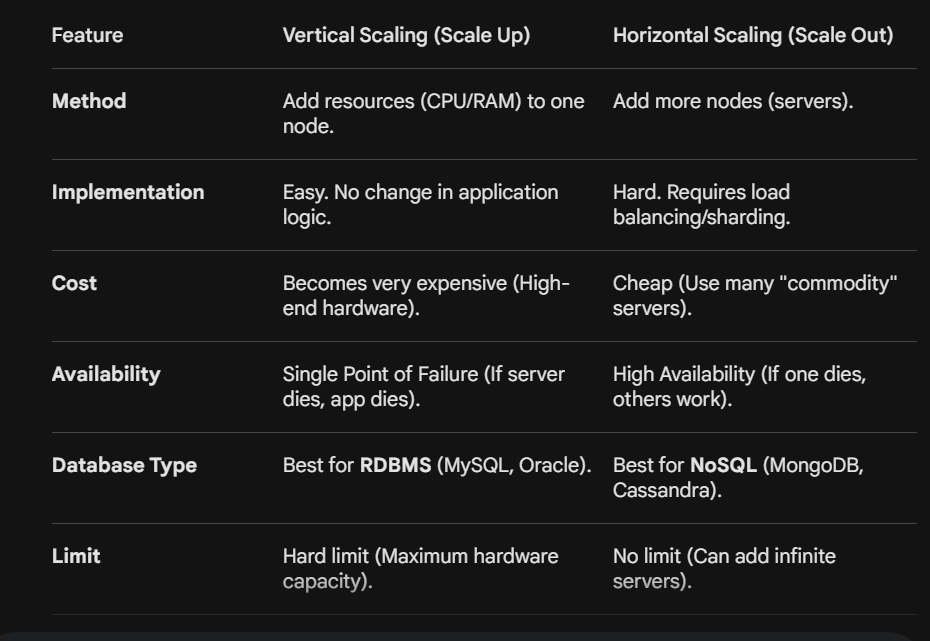 Feature Vertical Scaling (Scale Up) Horizontal Scaling (Scale Out)
Method Add resources (CPU/RAM) to one Add more nodes (servers).
node.
Implementation Easy. No change in application Hard. Requires load
logic. balancing/sharding.
Cost Becomes very expensive (High- Cheap (Use many "commodity"
end hardware). servers).
Availability Single Point of Failure (If server High Availability (If one dies,
dies, app dies). others work).
Database Type Best for RDBMS (MySQL, Oracle). Best for NoSQL (MongoDB,
Cassandra).
Limit Hard limit (Maximum hardware No limit (Can add infinite
capacity). servers).